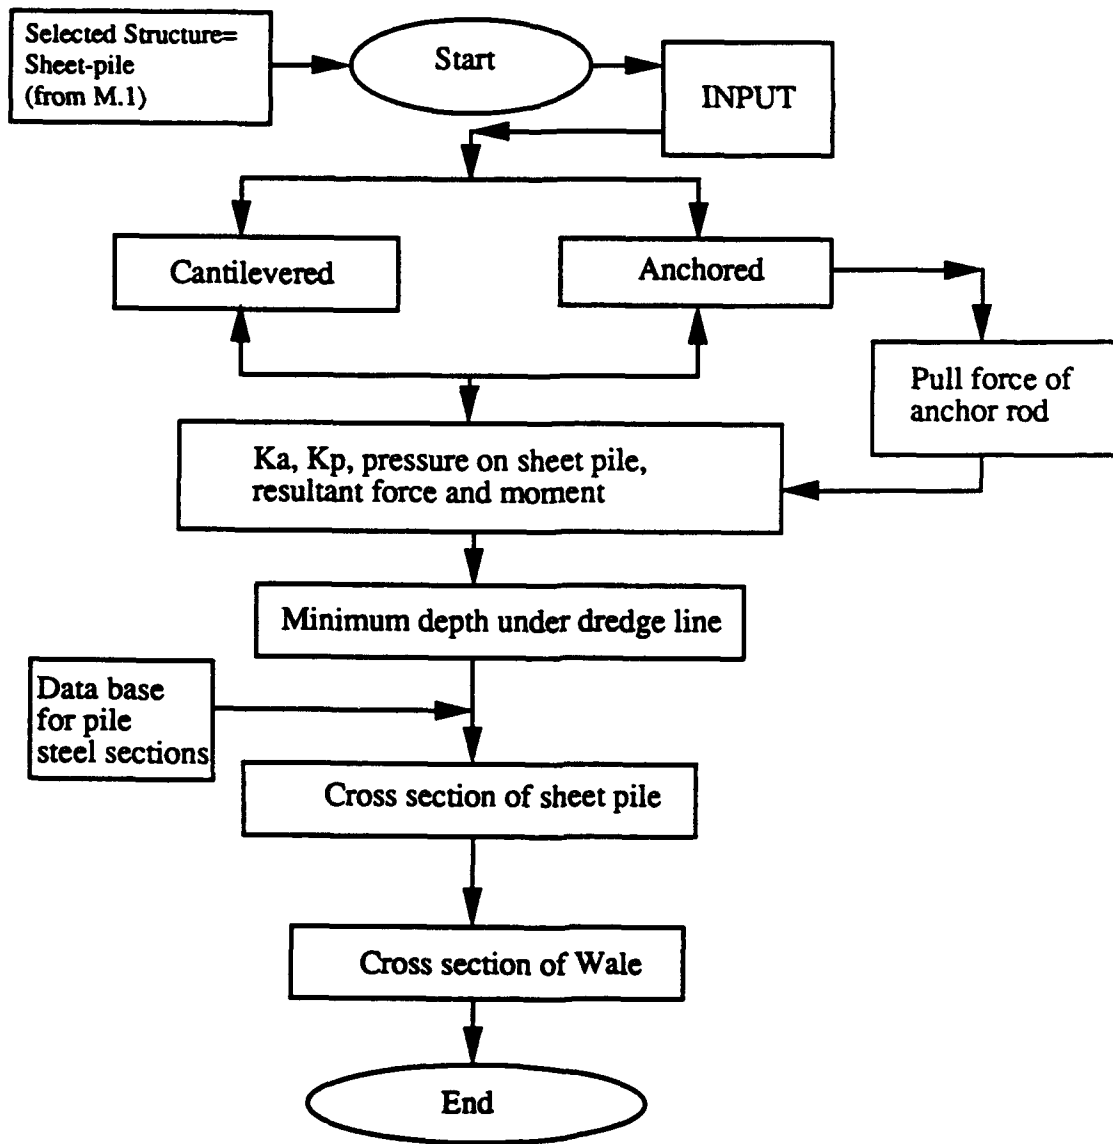 Selected Structure=
Sheet-pile
(from M.1)
Start
INPUT
Cantilevered
Anchored
Pull force of
anchor rod
Ka, Kp, pressure on sheet pile,
resultant force and moment
Minimum depth under dredge line
Data base
for pile
steel sections
Cross section of sheet pile
Cross section of Wale
End